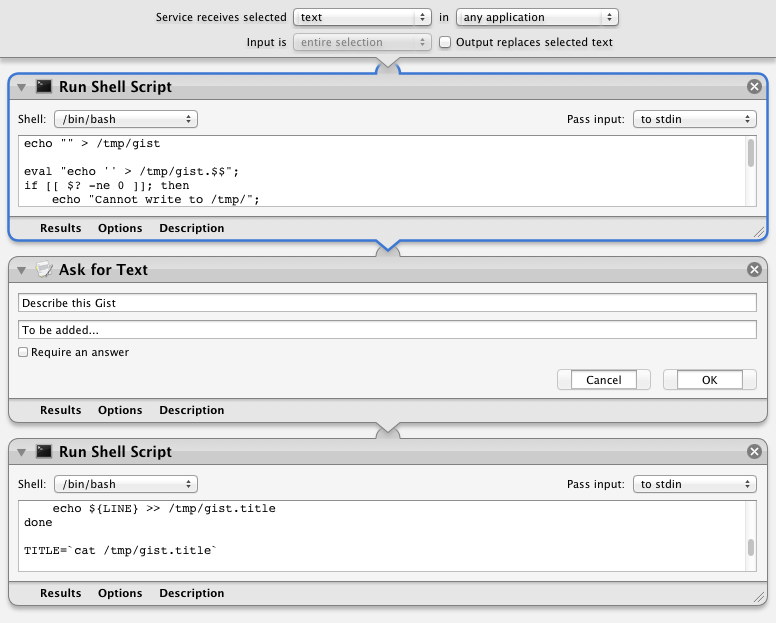 Service receives selected text in any application
Input is entire selection Output replaces selected text
Run Shell Script
Shell: /bin/bash Pass input: to stdin
echo "" > /tmp/gist
eval "echo '' > /tmp/gist.$$";
if [[ $? -ne 0 ]]; then
    echo "Cannot write to /tmp/";
Results Options Description
Ask for Text
Describe this Gist
To be added...
Require an answer
Cancel OK
Results Options Description
Run Shell Script
Shell: /bin/bash Pass input: to stdin
    echo ${LINE} >> /tmp/gist.title
done
TITLE=`cat /tmp/gist.title`
Results Options Description